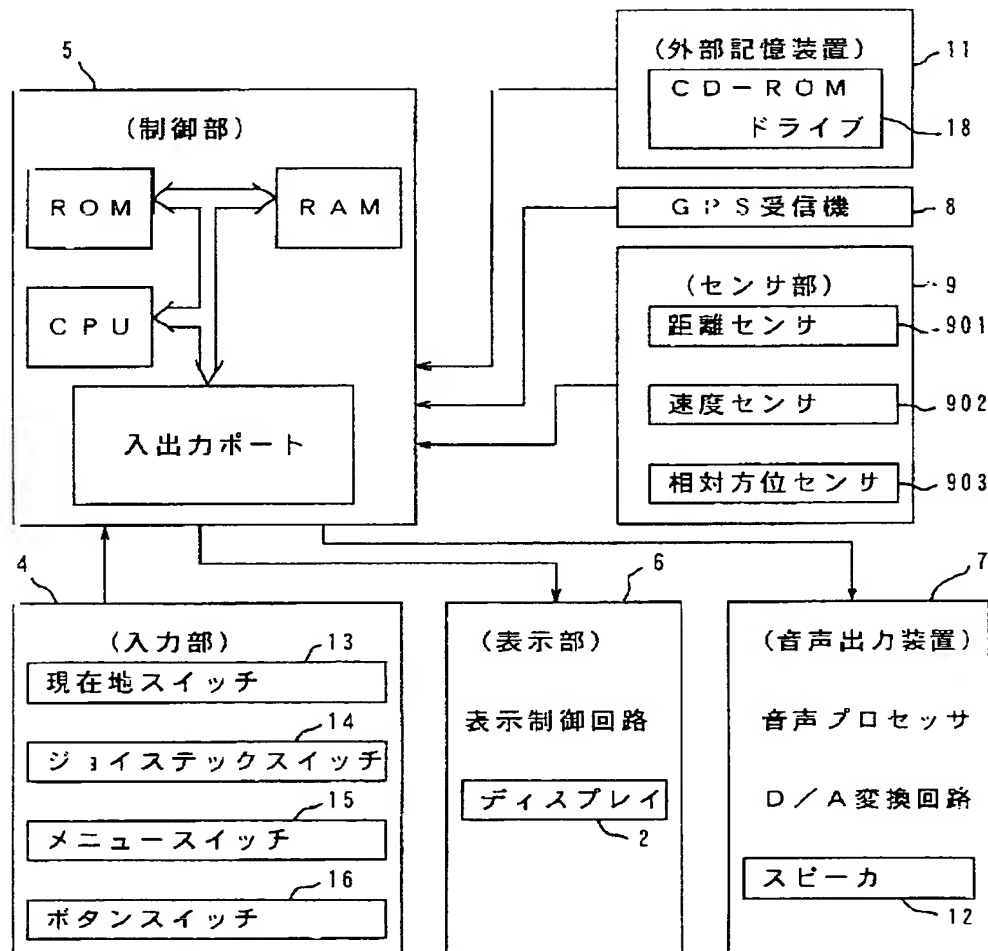 5
(制御部)
ROM
RAM
CPU
入出力ポート
(外部記憶装置)
11
CD-ROM
ドライブ
18
GPS受信機
8
(センサ部)
9
距離センサ
901
速度センサ
902
相対方位センサ
903
4
(入力部)
13
現在地スイッチ
14
ジョイステックスイッチ
15
メニュースイッチ
16
ボタンスイッチ
6
(表示部)
表示制御回路
ディスプレイ
2
7
(音声出力装置)
音声プロセッサ
D/A変換回路
スピーカ
12